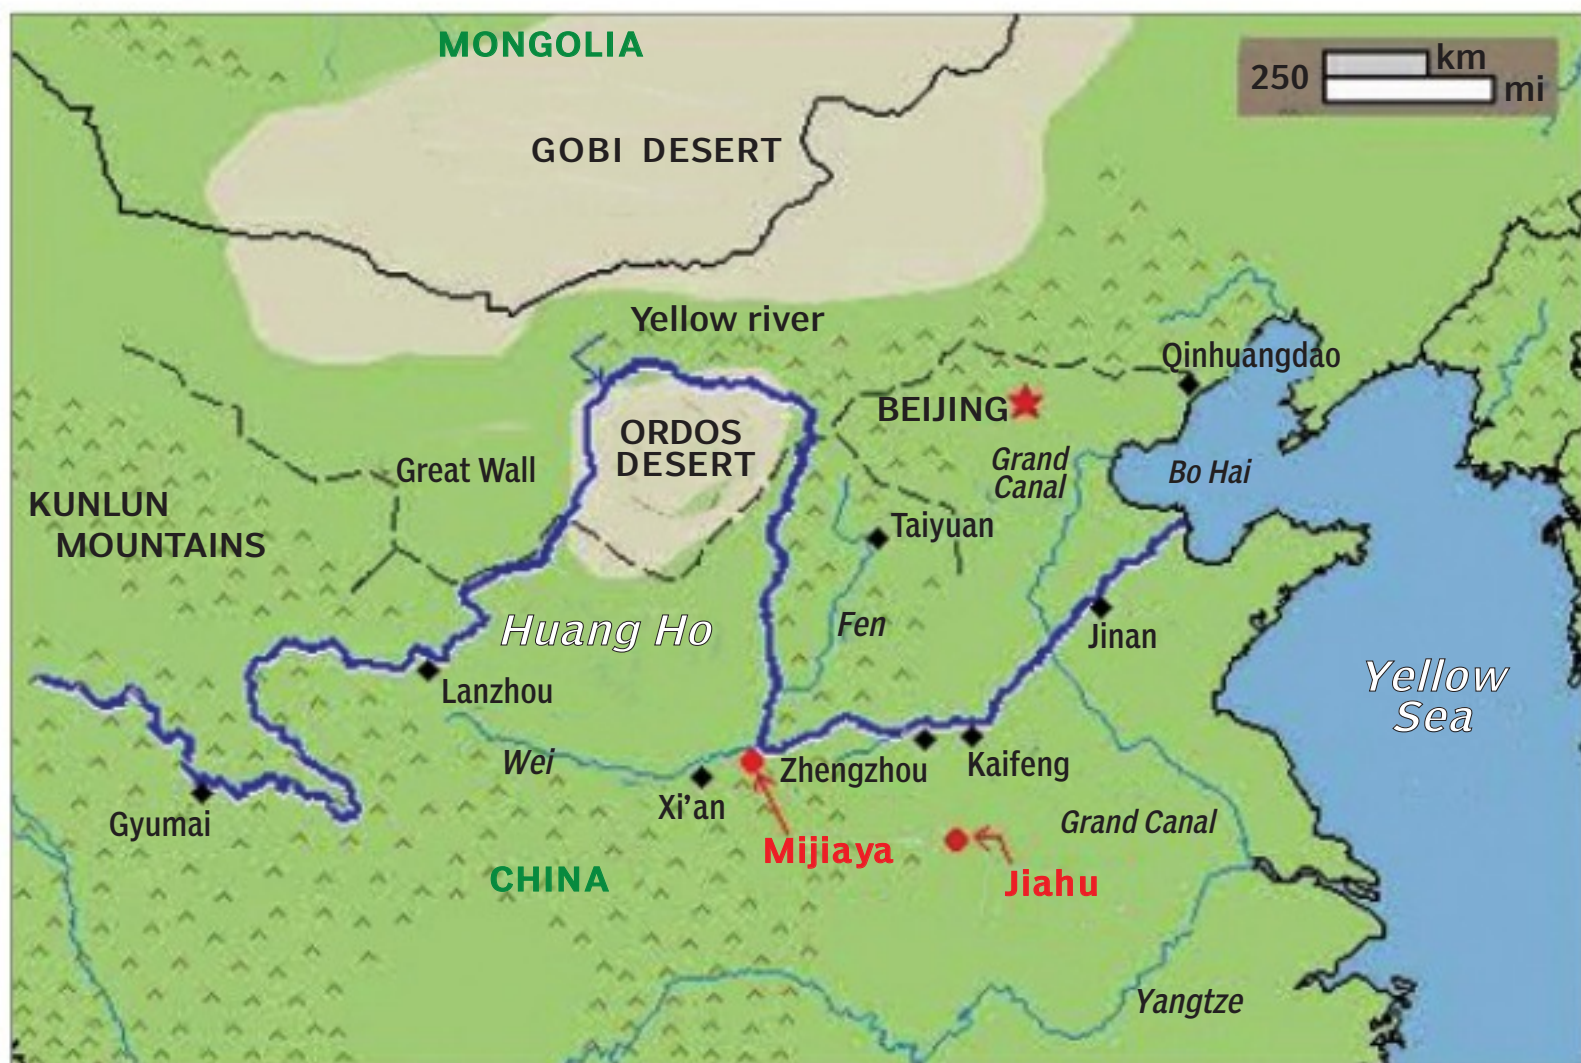 MONGOLIA
250
km
mi
GOBI DESERT
Yellow river
Qinhuangdao
BEIJING
ORDOS
DESERT
Great Wall
Grand
Canal
Bo Hai
KUNLUN
MOUNTAINS
Taiyuan
Huang Ho
Fen
Jinan
Lanzhou
Yellow
Sea
Wei
Zhengzhou
Kaifeng
Xi'an
Gyumai
Grand Canal
Mijiaya
Jiahu
CHINA
Yangtze